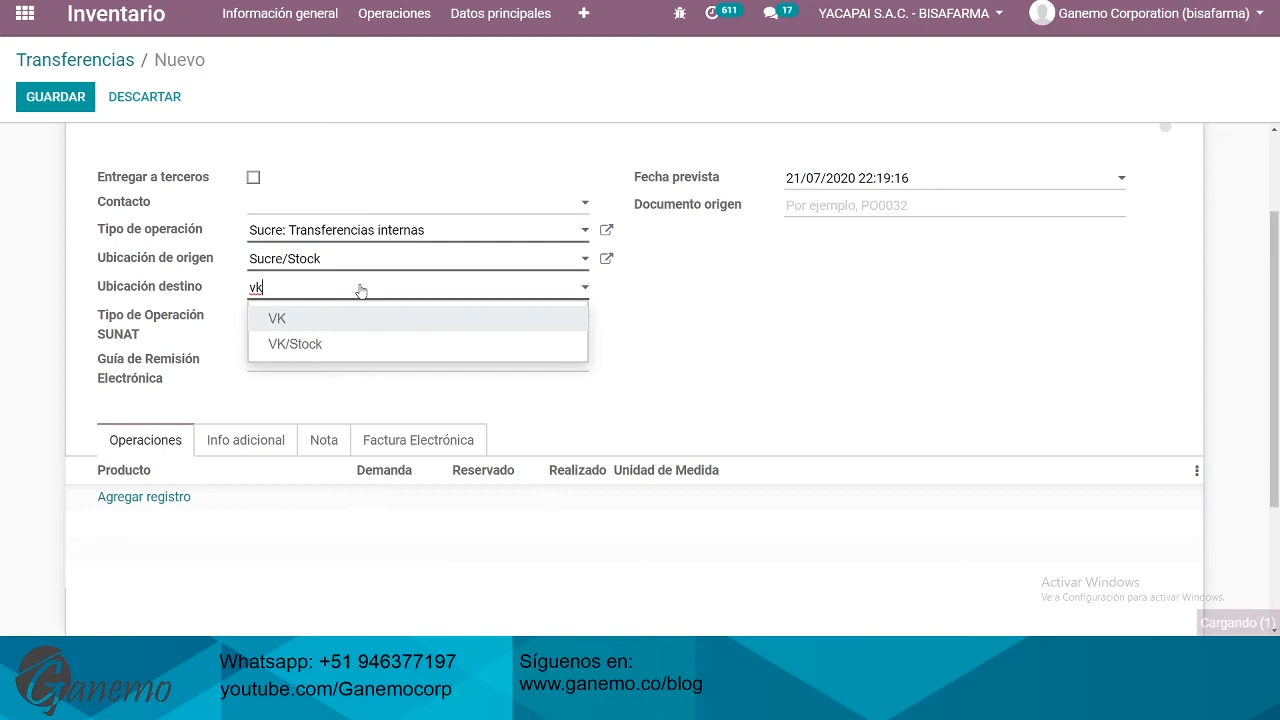 Inventario Información general Operaciones Datos principales 611 17 YACAPAI S.A.C. - BISAFARMA Ganemo Corporation (bisafarma)
Transferencias / Nuevo
GUARDAR DESCARTAR
Entregar a terceros Fecha prevista 21/07/2020 22:19:16
Contacto Documento origen Por ejemplo, PO0032
Tipo de operación Sucre: Transferencias internas
Ubicación de origen Sucre/Stock
Ubicación destino vk
Tipo de Operación VK
SUNAT VK/Stock
Guía de Remisión
Electrónica
Operaciones Info adicional Nota Factura Electrónica
Producto Demanda Reservado Realizado Unidad de Medida
Agregar registro
Activar Windows
Ve a Configuración para activar Windows.
Cargando (1)
Ganemo
Whatsapp: +51 946377197 Síguenos en:
youtube.com/Ganemocorp www.ganemo.co/blog